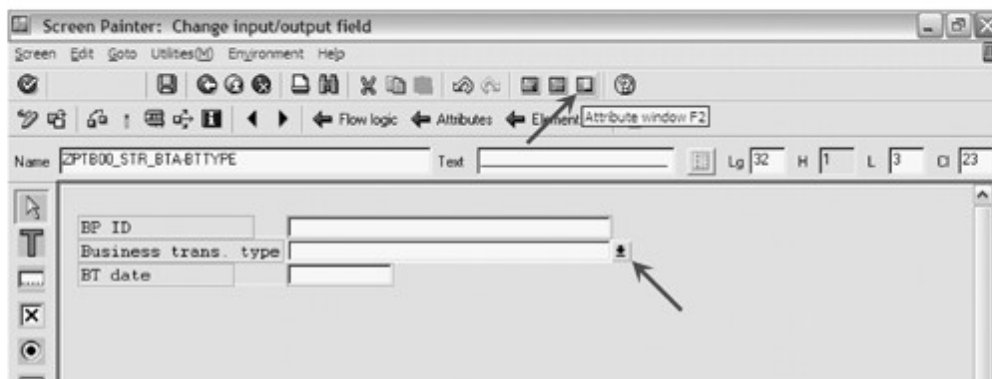 Screen Painter: Change input/output field
Screen Edit Goto Utilities(M) Environment Help
Flow logic Attributes Element Attribute window F2
Name ZPTB00_STR_BTA-BTTYPE Text Lg 32 H 1 L 3 Cl 23
BP ID
Business trans. type
BT date